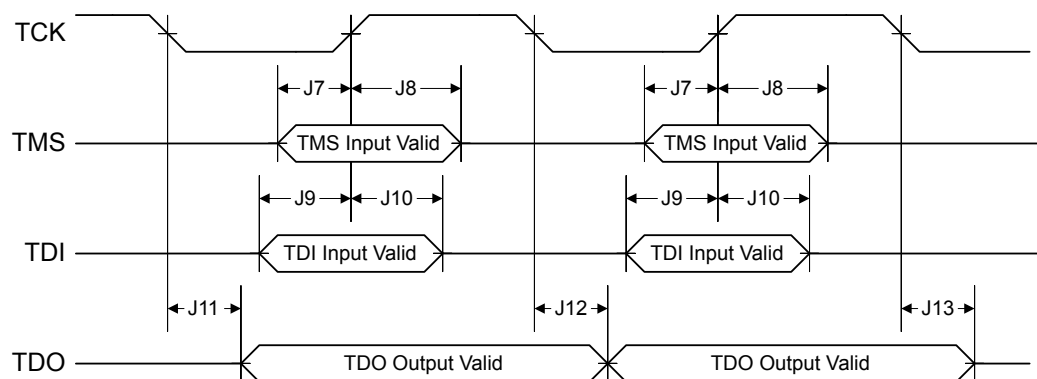 TCK
J7 J8 J7 J8
TMS TMS Input Valid TMS Input Valid
J9 J10 J9 J10
TDI TDI Input Valid TDI Input Valid
J11 J12 J13
TDO TDO Output Valid TDO Output Valid